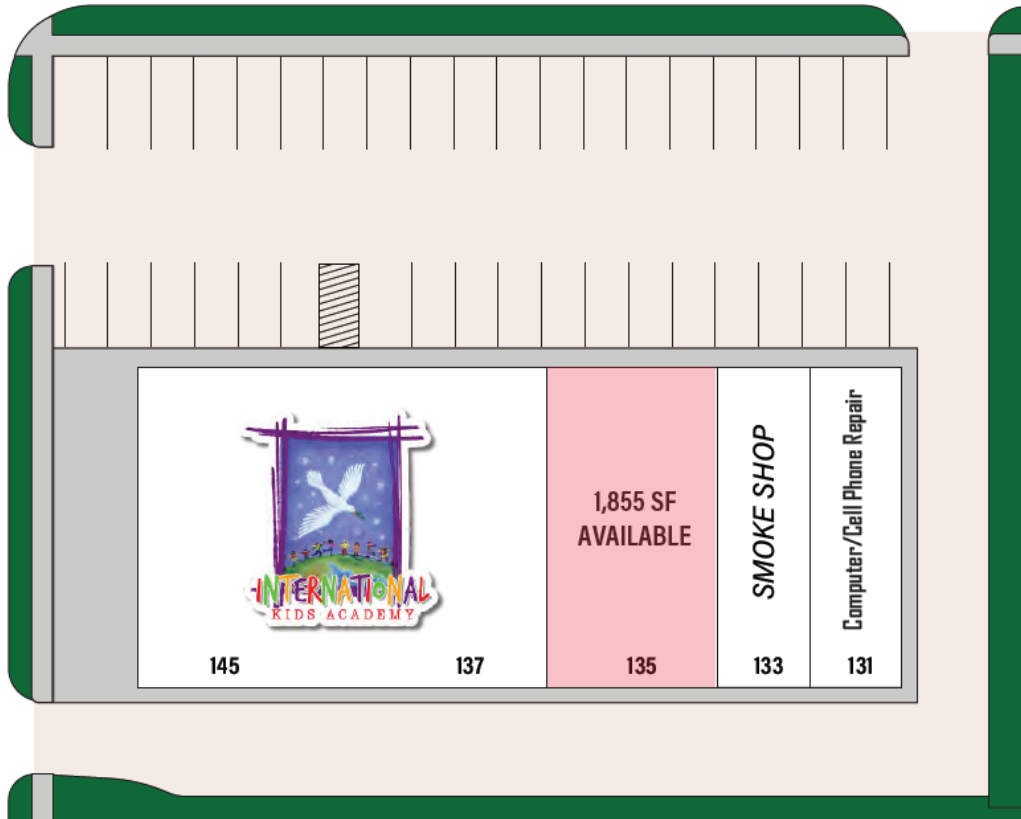 INTERNATIONAL
KIDS ACADEMY
145
137
1,855 SF
AVAILABLE
135
SMOKE SHOP
133
Computer/Cell Phone Repair
131